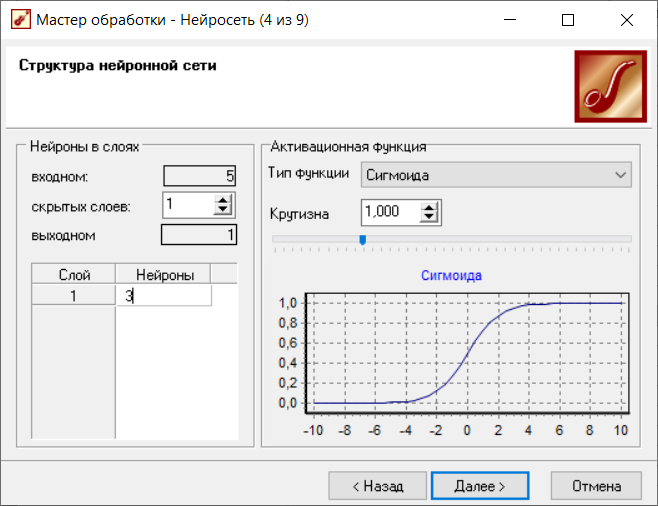 Мастер обработки - Нейросеть (4 из 9)
Структура нейронной сети
Нейроны в слоях
входном: 5
скрытых слоев: 1
выходном 1
Слой Нейроны
1 3
Активационная функция
Тип функции Сигмоида
Крутизна 1,000
Сигмоида
1,0
0,8
0,6
0,4
0,2
0,0
-10 -8 -6 -4 -2 0 2 4 6 8 10
< Назад Далее > Отмена